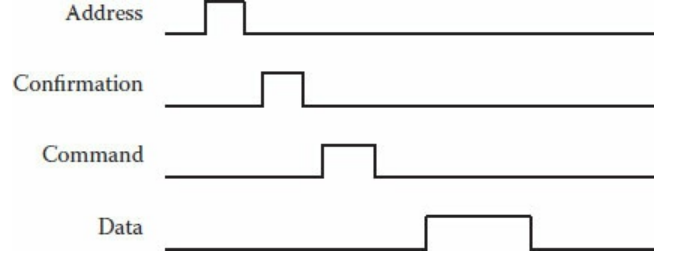 Address
Confirmation
Command
Data